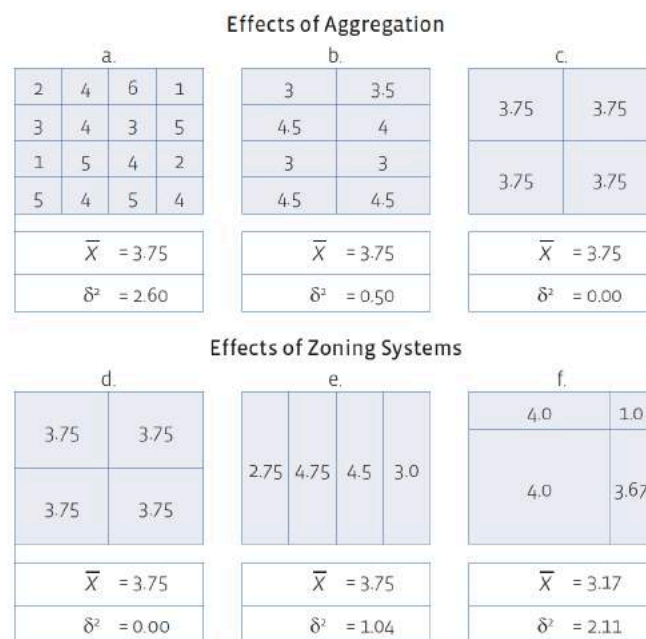 Effects of Aggregation
a. b. c.
2 4 6 1
3 4 3 5
1 5 4 2
5 4 5 4
3 3.5
4.5 4
3 3
4.5 4.5
3.75 3.75
3.75 3.75
X̅ = 3.75 X̅ = 3.75 X̅ = 3.75
δ² = 2.60 δ² = 0.50 δ² = 0.00
Effects of Zoning Systems
d. e. f.
3.75 3.75
3.75 3.75
2.75 4.75 4.5 3.0
4.0 1.0
4.0 3.67
X̅ = 3.75 X̅ = 3.75 X̅ = 3.17
δ² = 0.00 δ² = 1.04 δ² = 2.11